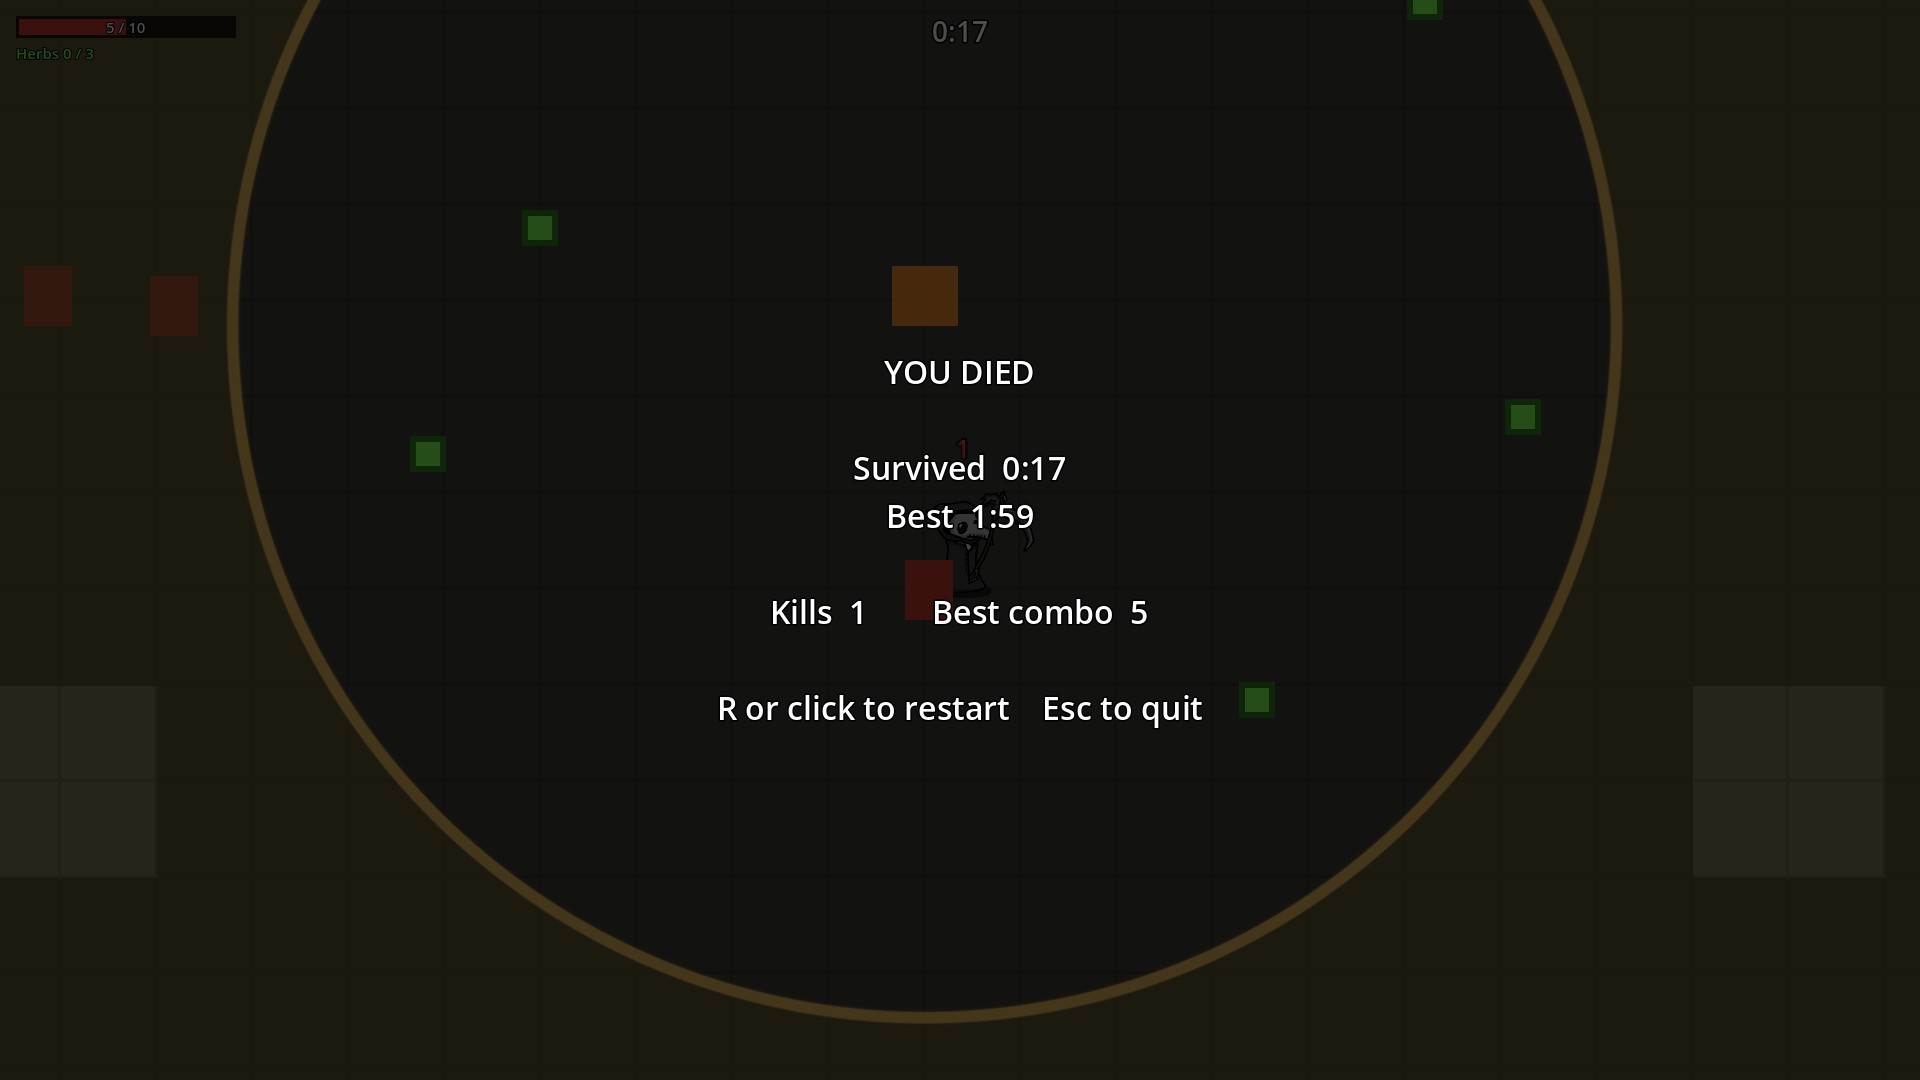 5 / 10
0:17
Herbs 0 / 3
YOU DIED
1
Survived 0:17
Best 1:59
Kills 1 Best combo 5
R or click to restart Esc to quit